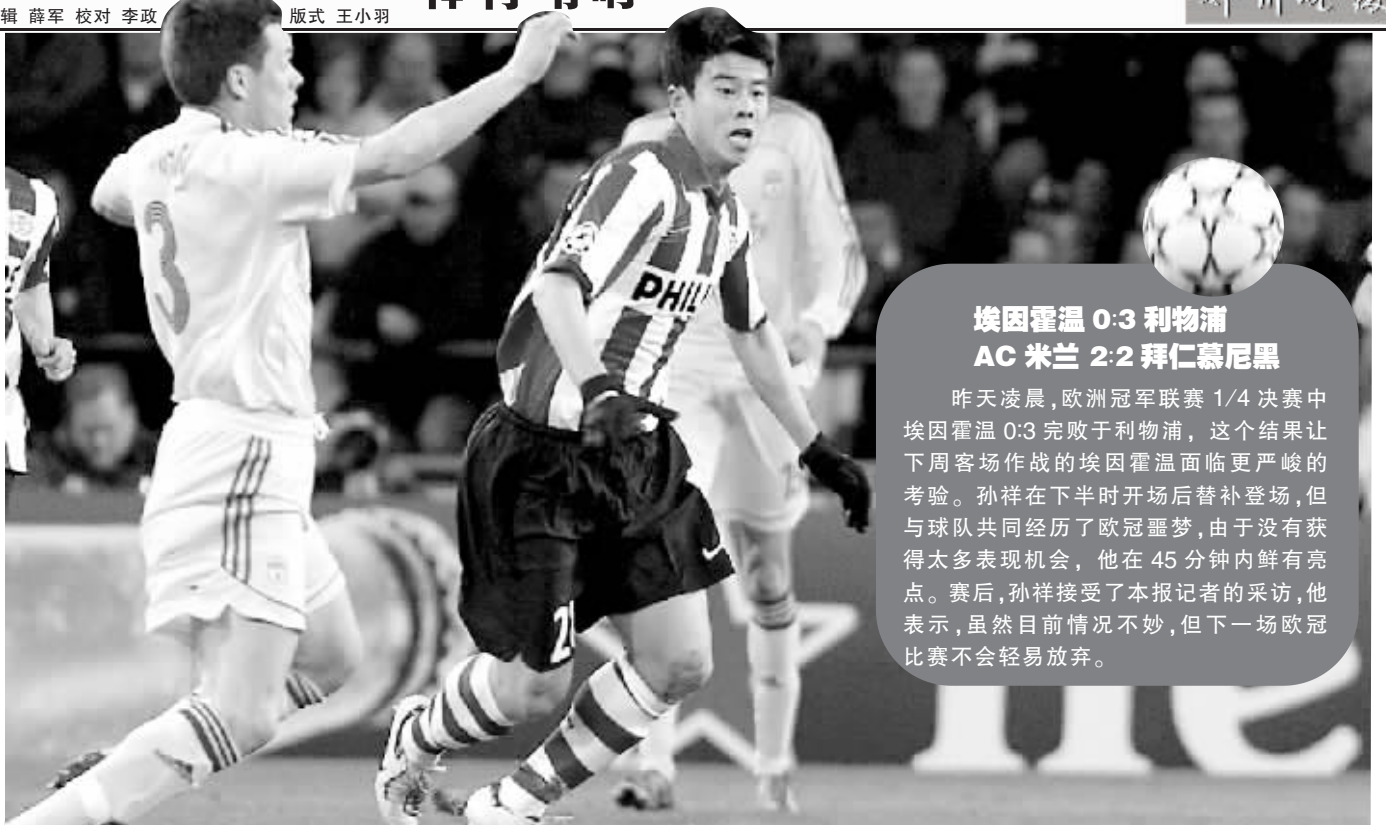 辑 薛军 校对 李政
版式 王小羽
3
PHIL
2
埃因霍温 0:3 利物浦
AC 米兰 2:2 拜仁慕尼黑
昨天凌晨,欧洲冠军联赛 1/4 决赛中
埃因霍温 0:3 完败于利物浦，这个结果让
下周客场作战的埃因霍温面临更严峻的
考验。孙祥在下半时开场后替补登场,但
与球队共同经历了欧冠噩梦,由于没有获
得太多表现机会，他在 45 分钟内鲜有亮
点。赛后,孙祥接受了本报记者的采访,他
表示,虽然目前情况不妙,但下一场欧冠
比赛不会轻易放弃。
ne